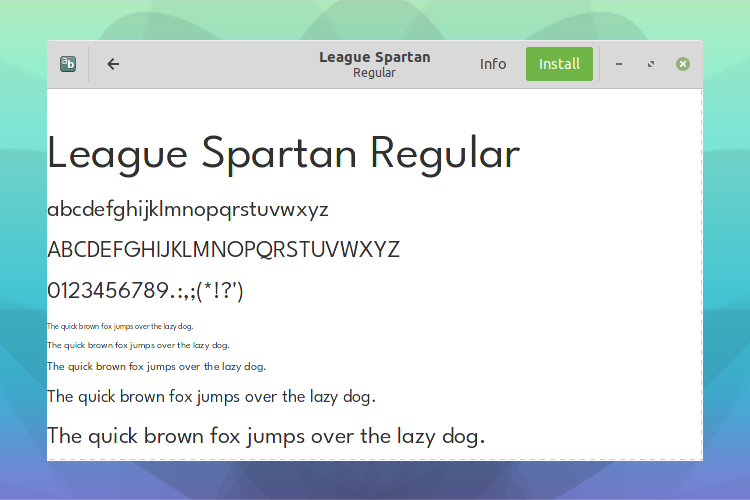 ab
League Spartan
Regular
Info
Install
League Spartan Regular
abcdefghijklmnopqrstuvwxyz
ABCDEFGHIJKLMNOPQRSTUVWXYZ
0123456789.:,;(*!?')
The quick brown fox jumps over the lazy dog.
The quick brown fox jumps over the lazy dog.
The quick brown fox jumps over the lazy dog.
The quick brown fox jumps over the lazy dog.
The quick brown fox jumps over the lazy dog.